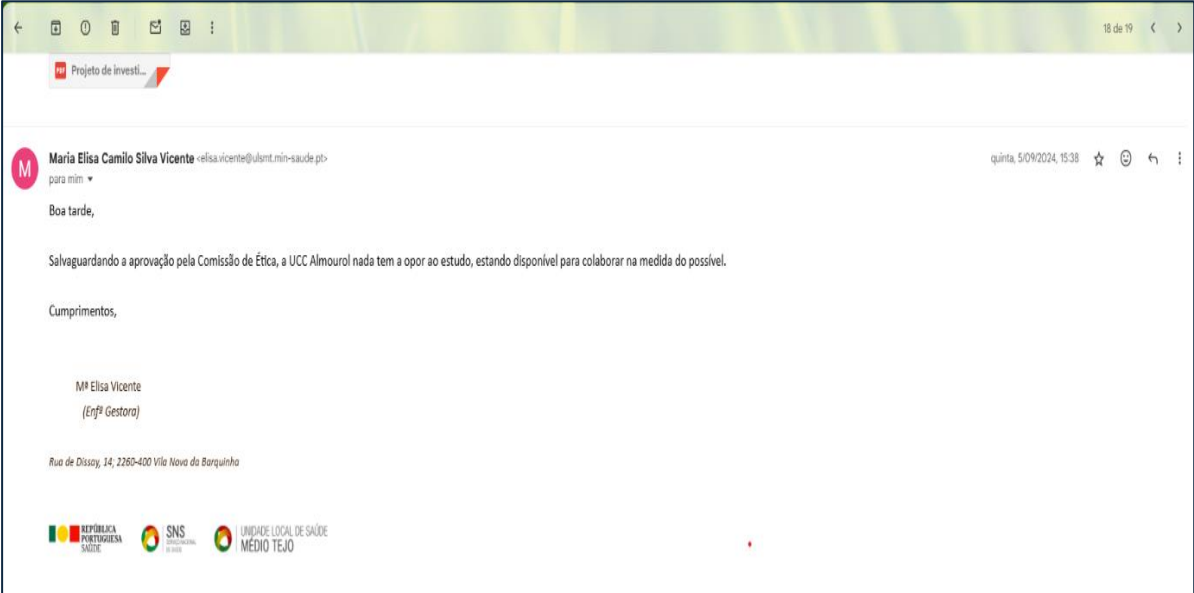 18 de 19
PDF Projeto de investi...
M
Maria Elisa Camilo Silva Vicente <elisa.vicente@ulsmt.min-saude.pt>
quinta, 5/09/2024, 15:38
para mim
Boa tarde,
Salvaguardando a aprovação pela Comissão de Ética, a UCC Almourol nada tem a opor ao estudo, estando disponível para colaborar na medida do possível.
Cumprimentos,
Mª Elisa Vicente
(Enfª Gestora)
Rua de Dissay, 14; 2260-400 Vila Nova da Barquinha
REPÚBLICA
PORTUGUESA
SAÚDE
SNS
UNIDADE LOCAL DE SAÚDE
MÉDIO TEJO